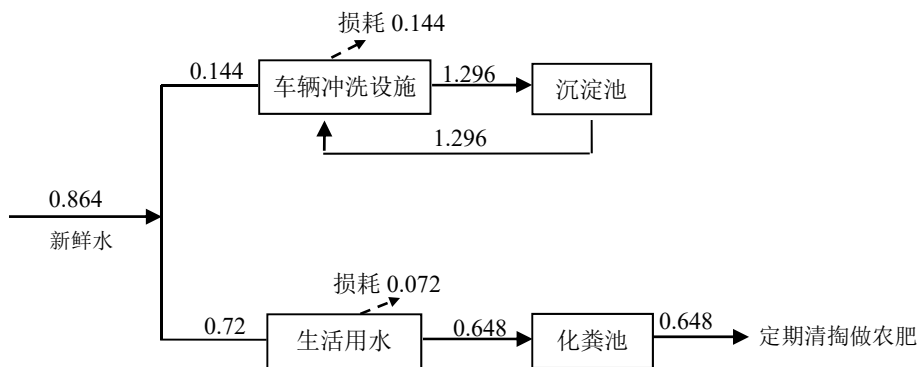 损耗 0.144
0.144
车辆冲洗设施
1.296
沉淀池
1.296
0.864
新鲜水
损耗 0.072
0.72
生活用水
0.648
化粪池
0.648
定期清掏做农肥